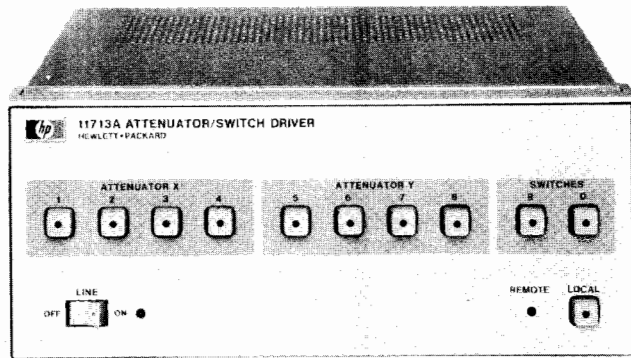 hp 11713A ATTENUATOR/SWITCH DRIVER
HEWLETT•PACKARD
ATTENUATOR X ATTENUATOR Y SWITCHES
1 2 3 4 5 6 7 8 9 0
LINE REMOTE LOCAL
OFF ON